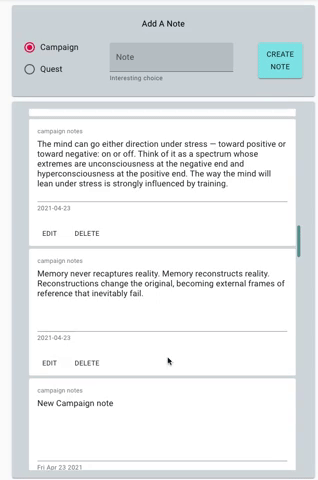 Add A Note
Campaign
Quest
Note
Interesting choice
CREATE
NOTE
campaign notes
The mind can go either direction under stress — toward positive or
toward negative: on or off. Think of it as a spectrum whose
extremes are unconsciousness at the negative end and
hyperconsciousness at the positive end. The way the mind will
lean under stress is strongly influenced by training.
2021-04-23
EDIT DELETE
campaign notes
Memory never recaptures reality. Memory reconstructs reality.
Reconstructions change the original, becoming external frames of
reference that inevitably fail.
2021-04-23
EDIT DELETE
campaign notes
New Campaign note
Fri Apr 23 2021